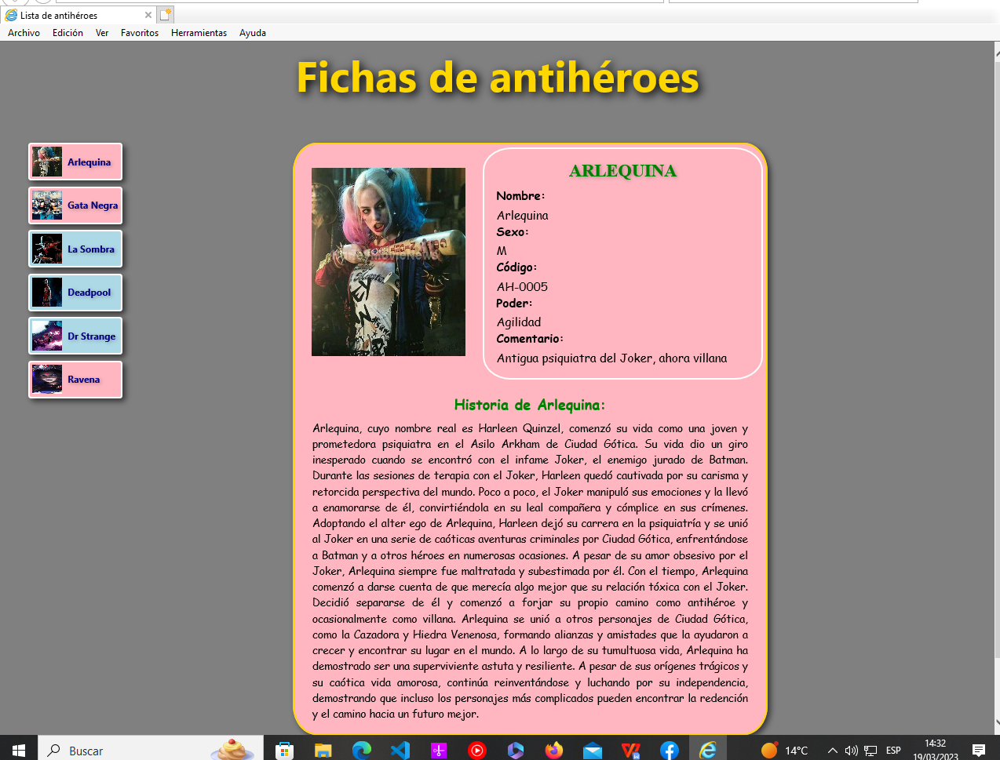 Lista de antihéroes
Archivo Edición Ver Favoritos Herramientas Ayuda
Fichas de antihéroes
Arlequina
Gata Negra
La Sombra
Deadpool
Dr Strange
Ravena
ARLEQUINA
Nombre:
Arlequina
Sexo:
M
Código:
AH-0005
Poder:
Agilidad
Comentario:
Antigua psiquiatra del Joker, ahora villana
Historia de Arlequina:
Arlequina, cuyo nombre real es Harleen Quinzel, comenzó su vida como una joven y
prometedora psiquiatra en el Asilo Arkham de Ciudad Gótica. Su vida dio un giro
inesperado cuando se encontró con el infame Joker, el enemigo jurado de Batman.
Durante las sesiones de terapia con el Joker, Harleen quedó cautivada por su carisma y
retorcida perspectiva del mundo. Poco a poco, el Joker manipuló sus emociones y la llevó
a enamorarse de él, convirtiéndola en su leal compañera y cómplice en sus crímenes.
Adoptando el alter ego de Arlequina, Harleen dejó su carrera en la psiquiatría y se unió
al Joker en una serie de caóticas aventuras criminales por Ciudad Gótica, enfrentándose
a Batman y a otros héroes en numerosas ocasiones. A pesar de su amor obsesivo por el
Joker, Arlequina siempre fue maltratada y subestimada por él. Con el tiempo, Arlequina
comenzó a darse cuenta de que merecía algo mejor que su relación tóxica con el Joker.
Decidió separarse de él y comenzó a forjar su propio camino como antihéroe y
ocasionalmente como villana. Arlequina se unió a otros personajes de Ciudad Gótica,
como la Cazadora y Hiedra Venenosa, formando alianzas y amistades que la ayudaron a
crecer y encontrar su lugar en el mundo. A lo largo de su tumultuosa vida, Arlequina ha
demostrado ser una superviviente astuta y resiliente. A pesar de sus orígenes trágicos y
su caótica vida amorosa, continúa reinventándose y luchando por su independencia,
demostrando que incluso los personajes más complicados pueden encontrar la redención
y el camino hacia un futuro mejor.
Buscar
14°C
ESP
14:32
19/03/2023